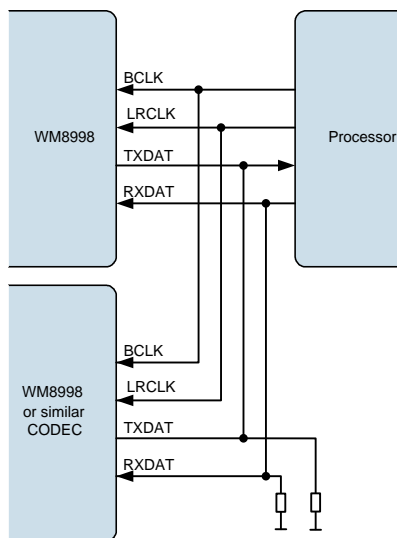 BCLK
LRCLK
WM8998
Processor
TXDAT
RXDAT
BCLK
LRCLK
WM8998
or similar
CODEC
TXDAT
RXDAT